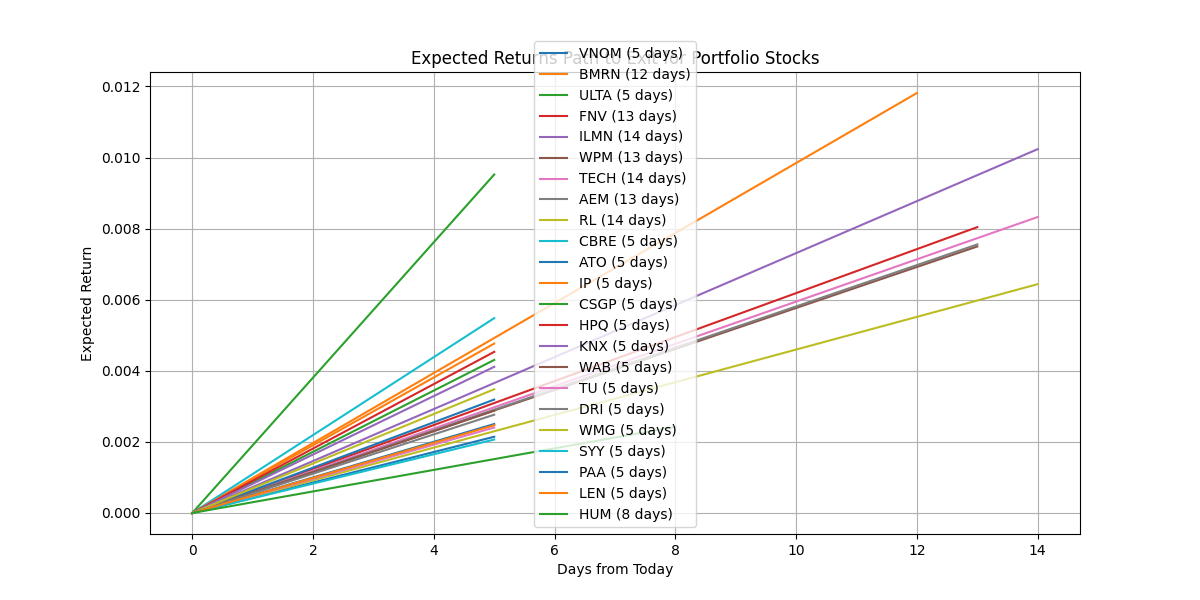 Expected Returns Path to Exit for Portfolio Stocks
VNOM (5 days)
BMRN (12 days)
ULTA (5 days)
FNV (13 days)
ILMN (14 days)
WPM (13 days)
TECH (14 days)
AEM (13 days)
RL (14 days)
CBRE (5 days)
ATO (5 days)
IP (5 days)
CSGP (5 days)
HPQ (5 days)
KNX (5 days)
WAB (5 days)
TU (5 days)
DRI (5 days)
WMG (5 days)
SYY (5 days)
PAA (5 days)
LEN (5 days)
HUM (8 days)
Expected Return
0.012
0.010
0.008
0.006
0.004
0.002
0.000
0 2 4 6 8 10 12 14
Days from Today